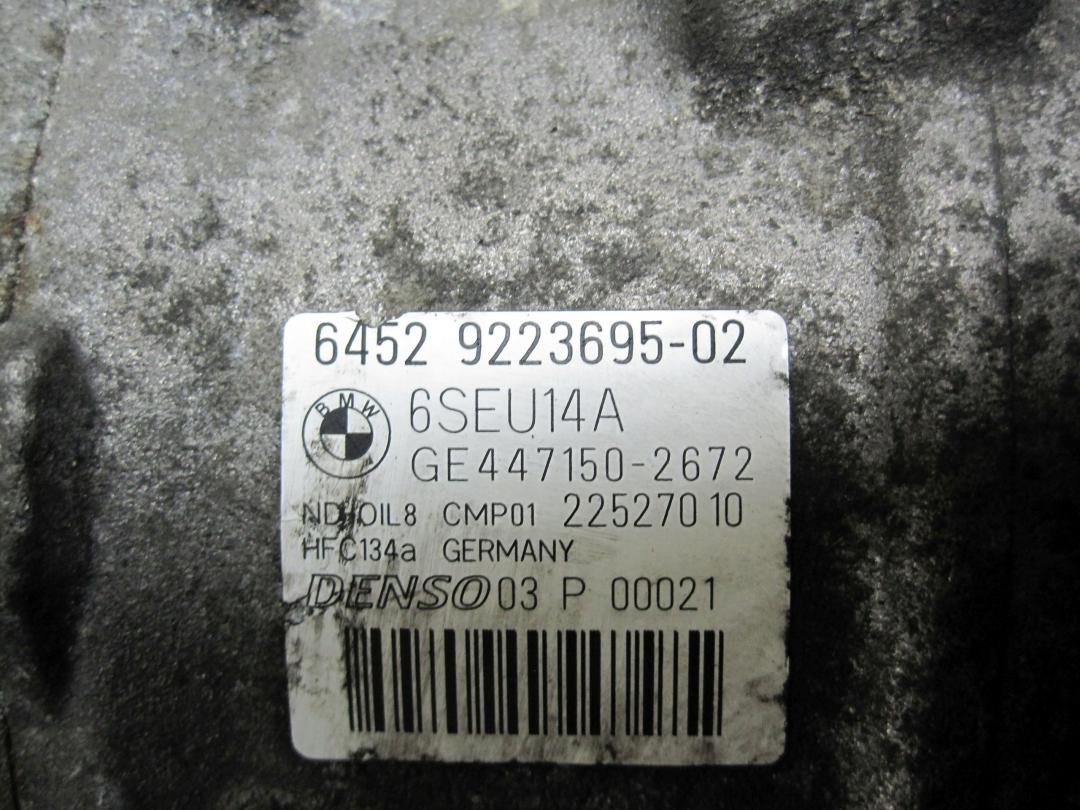 6452 9223695-02
BMW
6SEU14A
GE447150-2672
ND-OIL8 CMP01 22527010
HFC134a GERMANY
DENSO 03 P 00021